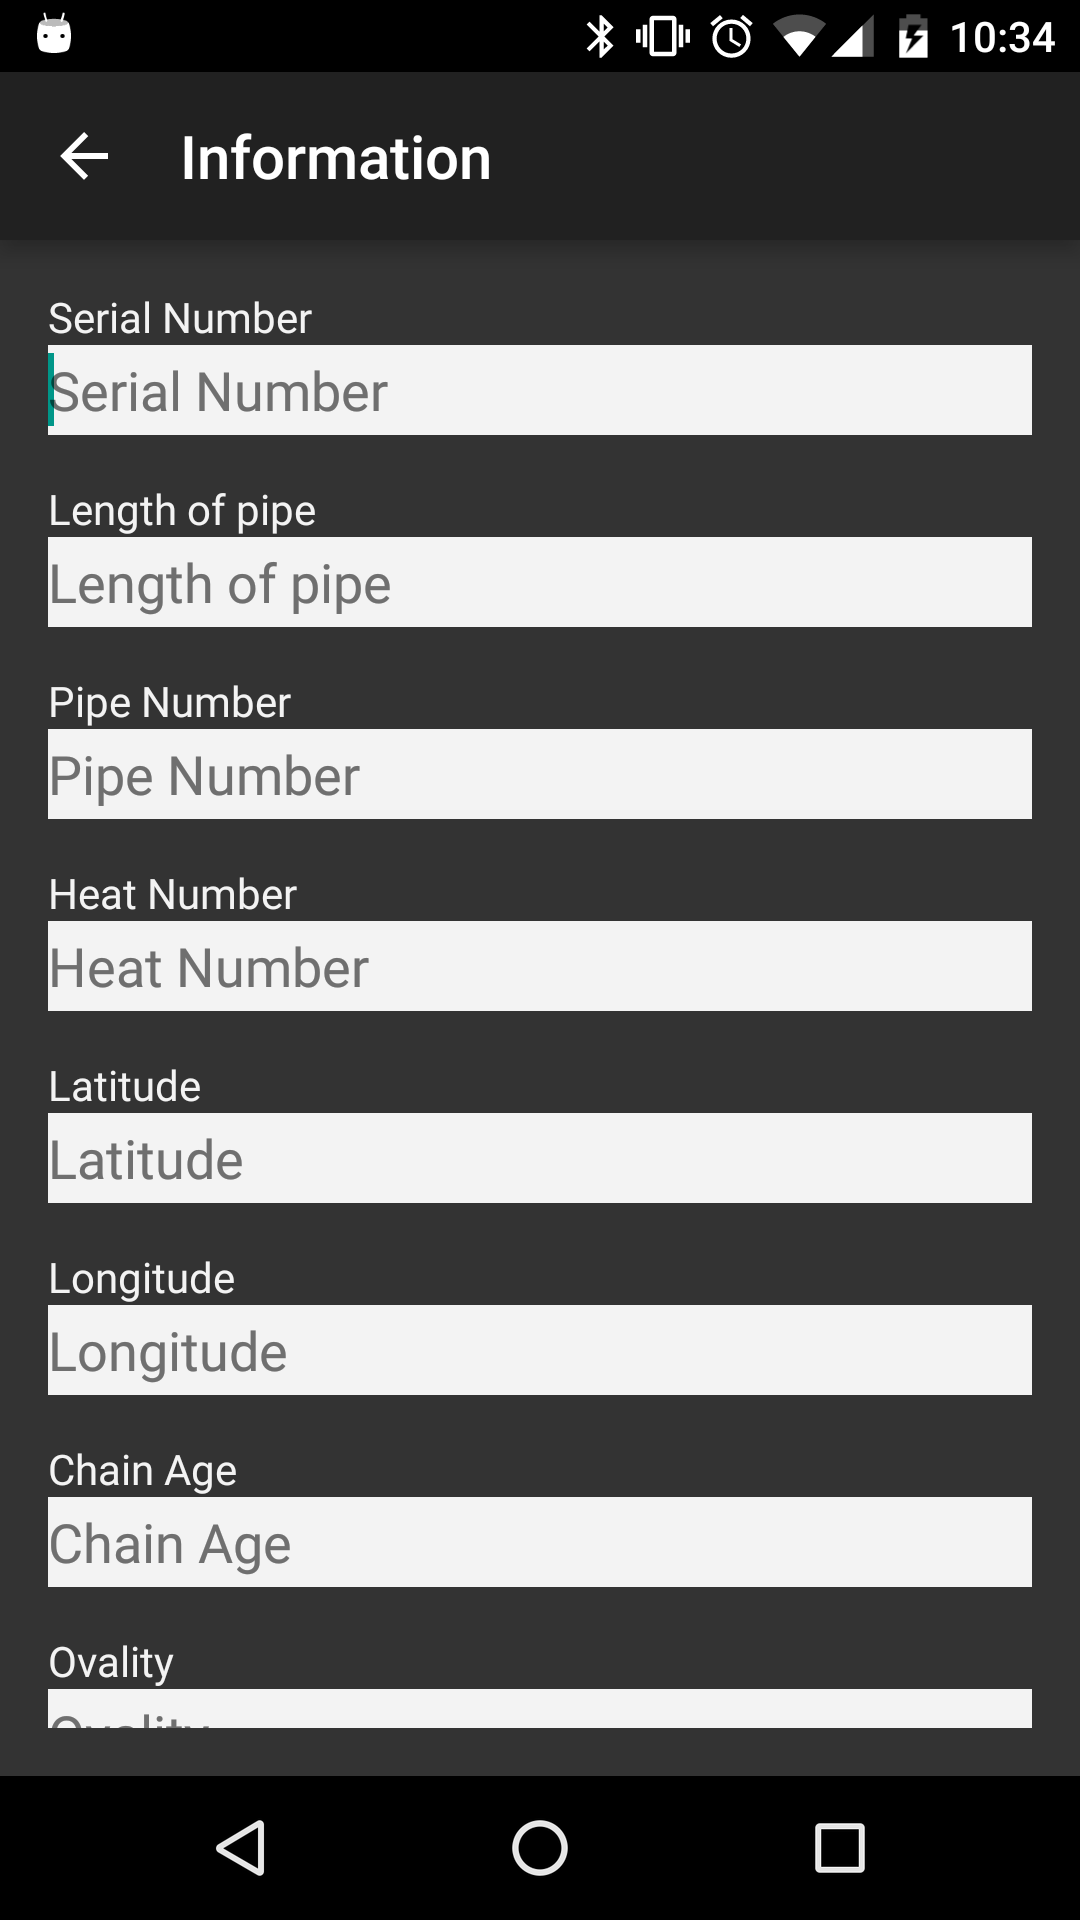 10:34
Information
Serial Number
Serial Number
Length of pipe
Length of pipe
Pipe Number
Pipe Number
Heat Number
Heat Number
Latitude
Latitude
Longitude
Longitude
Chain Age
Chain Age
Ovality
Ovality